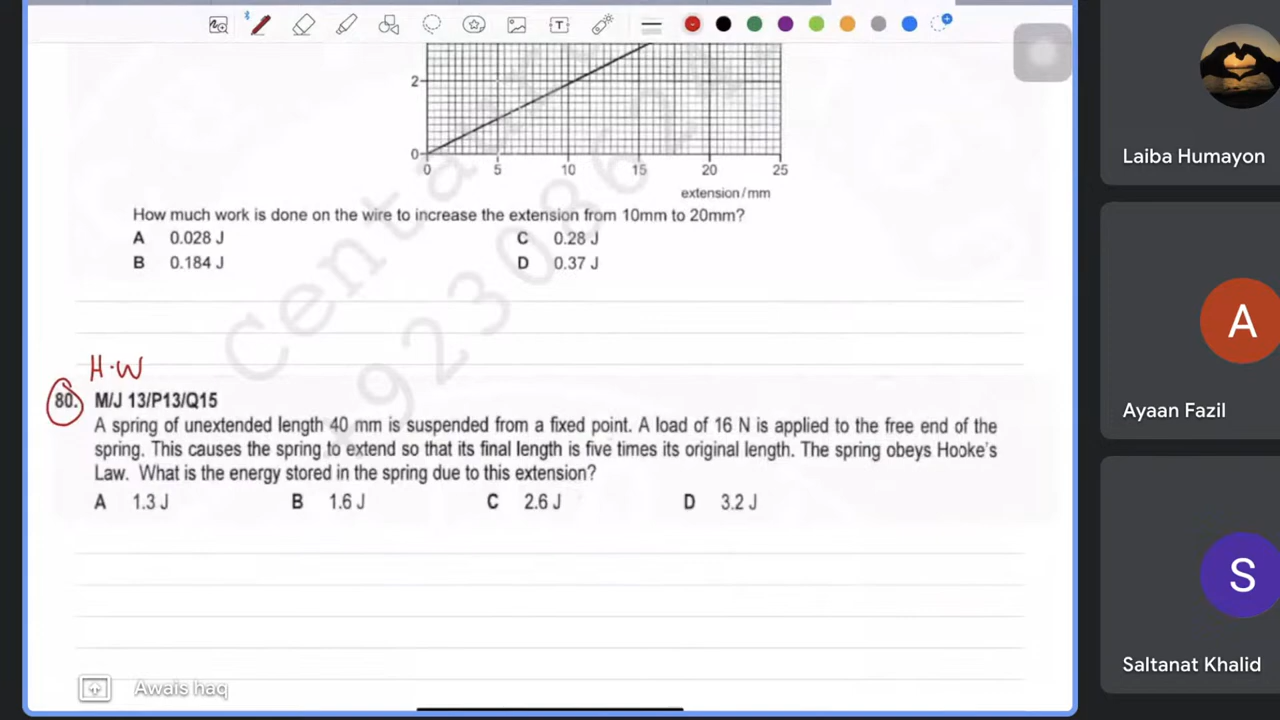 T
2
0
0 5 10 15 20 25
extension/mm
How much work is done on the wire to increase the extension from 10mm to 20mm?
A 0.028 J C 0.28 J
B 0.184 J D 0.37 J
H.W
80. M/J 13/P13/Q15
A spring of unextended length 40 mm is suspended from a fixed point. A load of 16 N is applied to the free end of the
spring. This causes the spring to extend so that its final length is five times its original length. The spring obeys Hooke's
Law. What is the energy stored in the spring due to this extension?
A 1.3 J B 1.6 J C 2.6 J D 3.2 J
Awais haq
Laiba Humayon
A
Ayaan Fazil
S
Saltanat Khalid